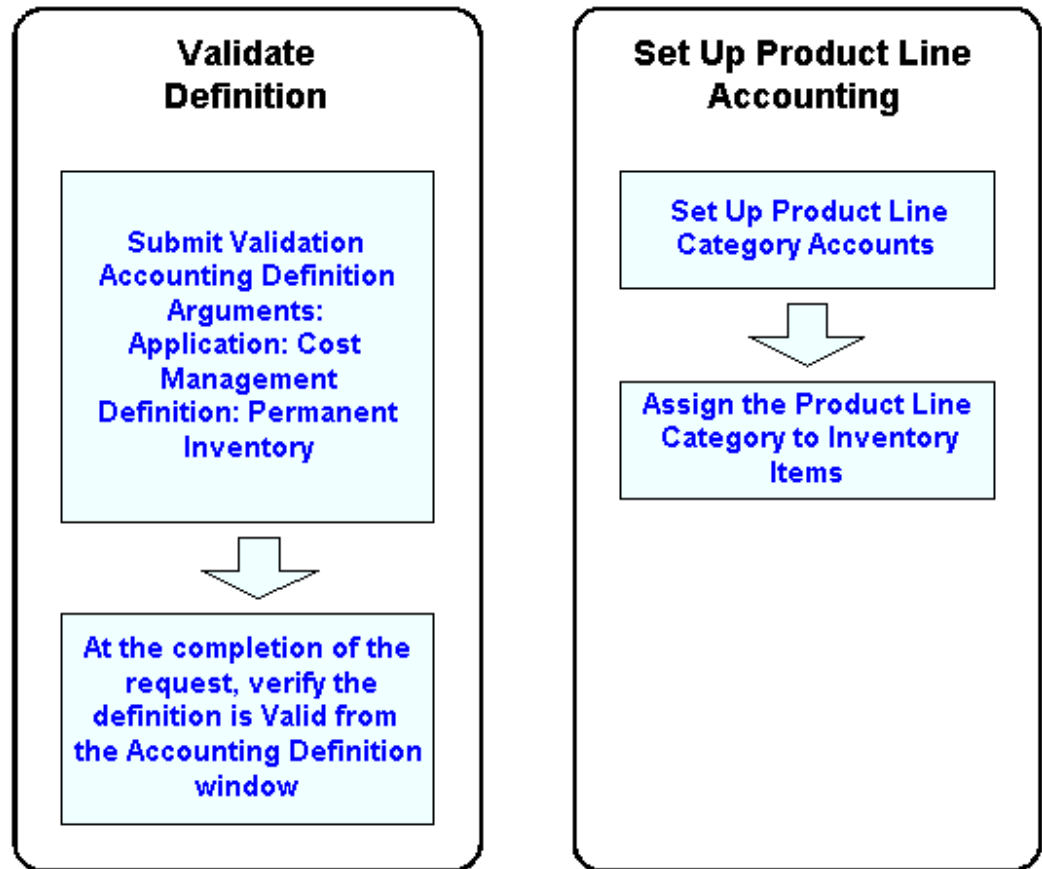 Validate
Definition
Submit Validation
Accounting Definition
Arguments:
Application: Cost
Management
Definition: Permanent
Inventory
At the completion of the
request, verify the
definition is Valid from
the Accounting Definition
window
Set Up Product Line
Accounting
Set Up Product Line
Category Accounts
Assign the Product Line
Category to Inventory
Items